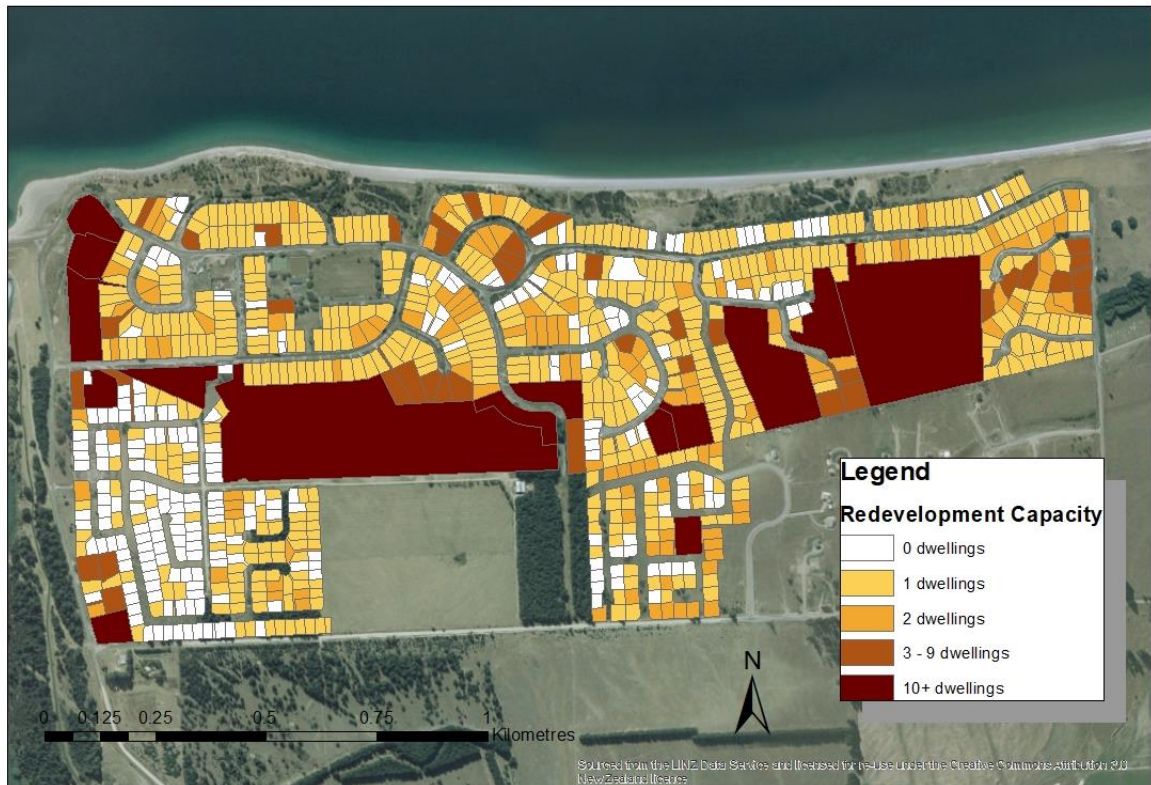 Legend
Redevelopment Capacity
0 dwellings
1 dwellings
2 dwellings
3 - 9 dwellings
10+ dwellings
N
0 0.125 0.25 0.5 0.75 1
Kilometres
Sourced from the LINZ Data Service and licensed for re-use under the Creative Commons Attribution 3.0
New Zealand licence